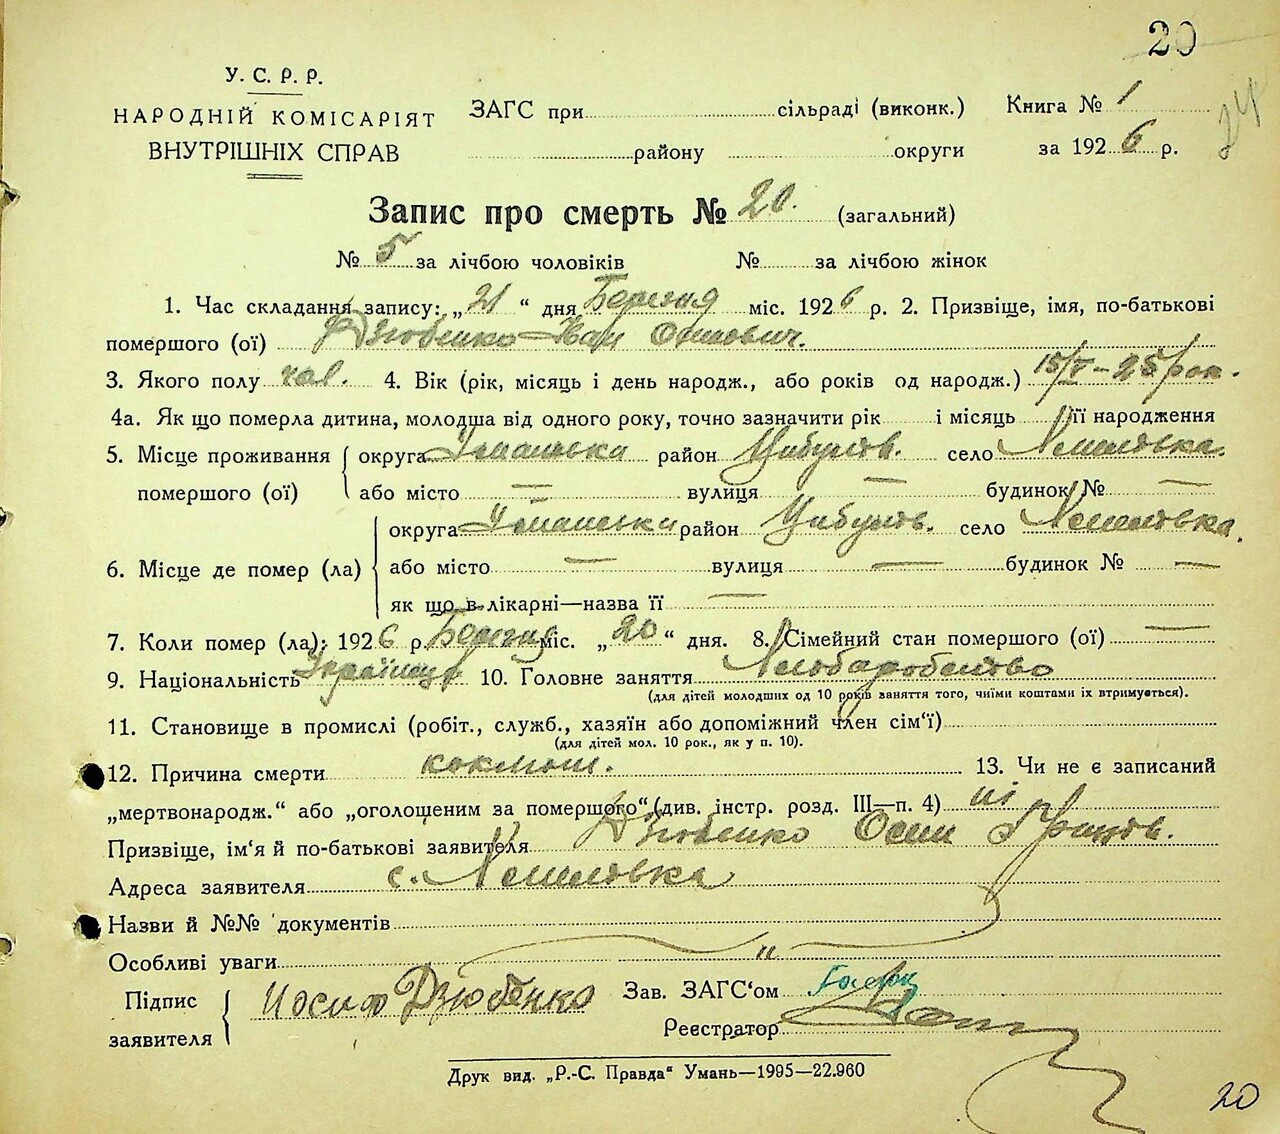 20
24
У. С. Р. Р.
НАРОДНІЙ КОМІСАРІЯТ
ВНУТРІШНІХ СПРАВ
ЗАГС при сільраді (виконк.) Книга № 1
району округи за 1926 р.
Запис про смерть № 20. (загальний)
№ 5 за лічбою чоловіків № за лічбою жінок
1. Час складання запису: „21“ дня Березня міс. 1926 р. 2. Призвіще, імя, по-батькові
помершого (ої) Дзюбенко Иван Осипович.
3. Якого полу чол. 4. Вік (рік, місяць і день народж., або років од народж.) 15/V – 25 рок.
4а. Як що померла дитина, молодша від одного року, точно зазначити рік і місяць її народження
5. Місце проживання помершого (ої) округа Уманська район Цибулів. село
або місто — вулиця — будинок № —
6. Місце де помер (ла) округа Уманська район Цибулів. село
або місто — вулиця — будинок № —
як що в лікарні—назва її —
7. Коли помер (ла): 1926 р. Березня міс. „20“ дня. 8. Сімейний стан помершого (ої) —
9. Національність Українець 10. Головне заняття Хлоборобство
(для дітей молодших од 10 років заняття того, чиїми коштами їх втримується).
11. Становище в промислі (робіт., служб., хазяїн або допоміжний член сім‘ї)
(для дітей мол. 10 рок., як у п. 10).
12. Причина смерти коклюш. 13. Чи не є записаний
„мертвонародж.“ або „оголошеним за помершого“ (див. інстр. розд. III—п. 4) ні
Призвіще, ім‘я й по-батькові заявителя Дзюбенко Осип
Адреса заявителя с.
Назви й №№ документів
Особливі уваги „
Підпис заявителя Иосиф Дзюбенко Зав. ЗАГС‘ом
Реєстратор
Друк вид. „Р.-С. Правда“ Умань—1995—22.960
20